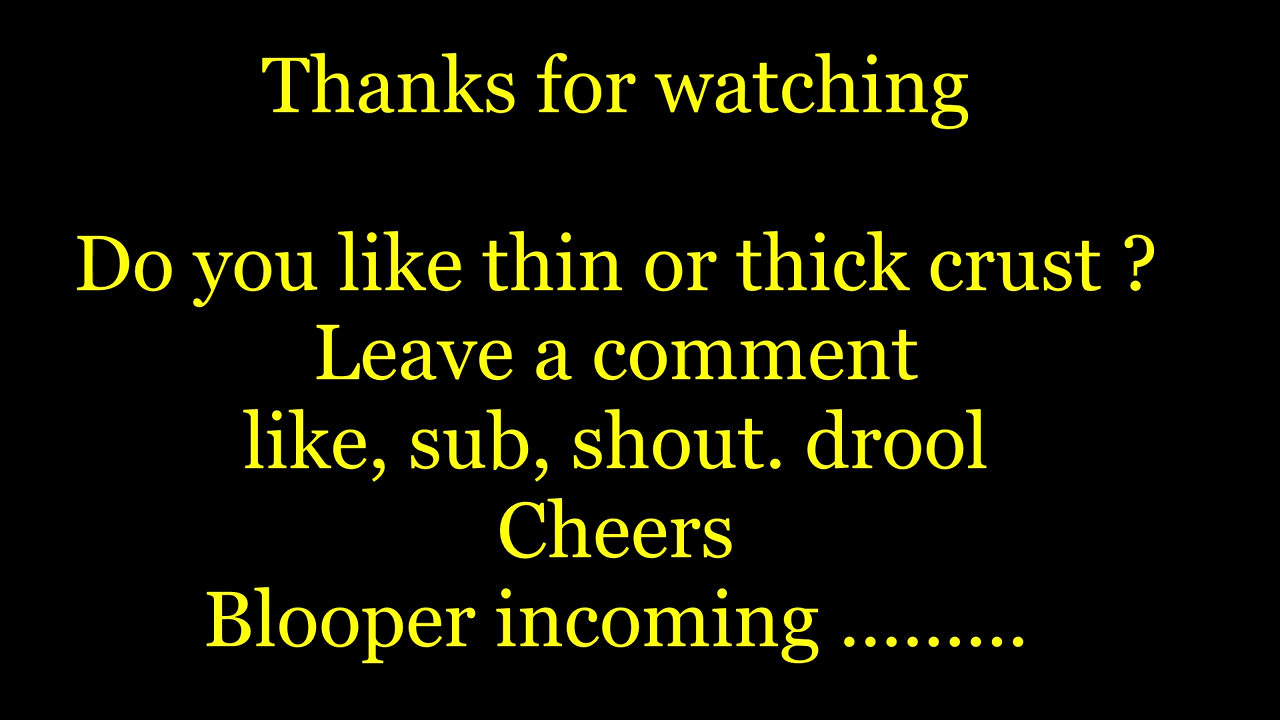 Thanks for watching
Do you like thin or thick crust ?
Leave a comment
like, sub, shout. drool
Cheers
Blooper incoming .........